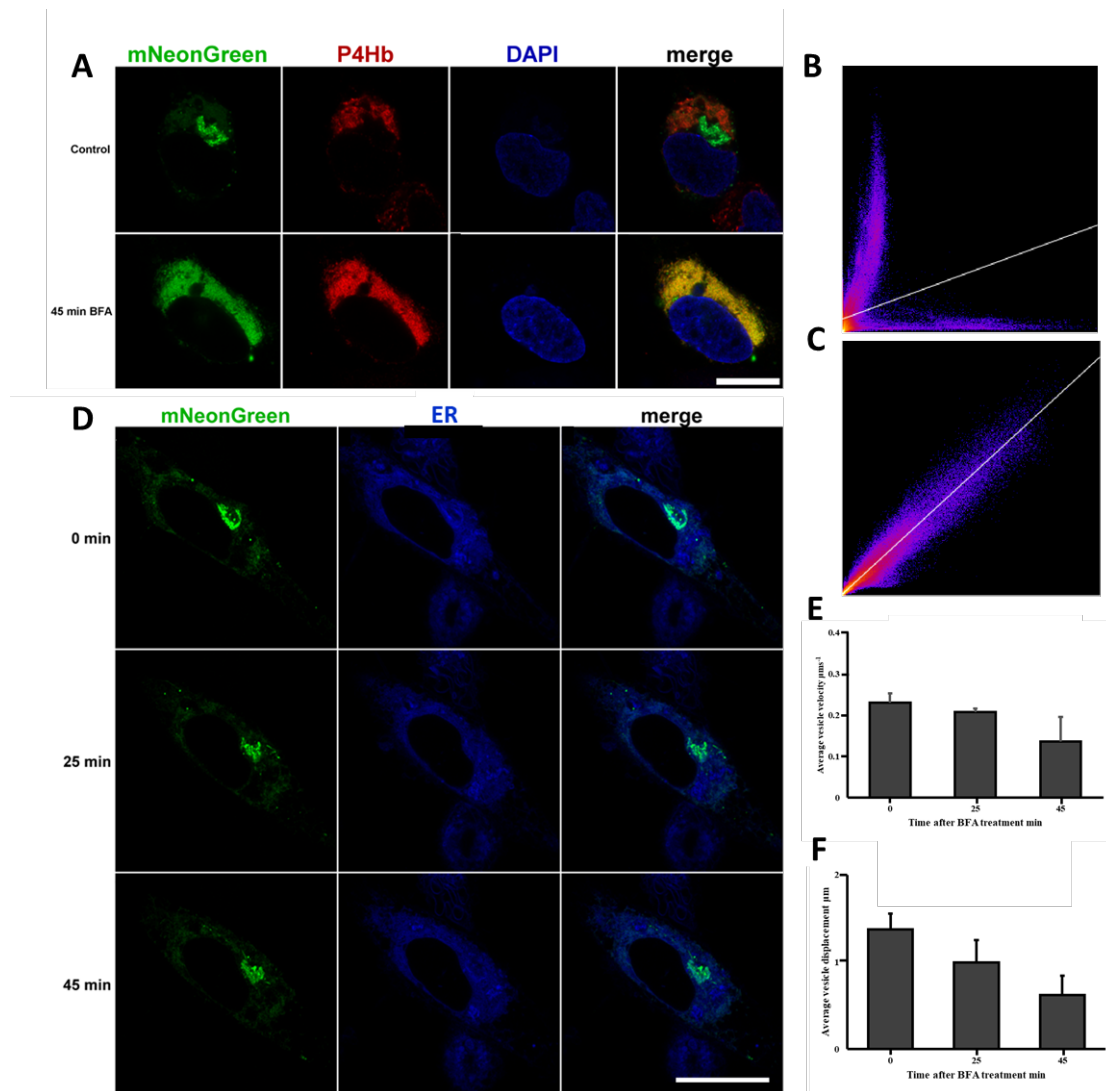 A
mNeonGreen P4Hb DAPI merge
Control
45 min BFA
B
C
D
mNeonGreen ER merge
0 min
25 min
45 min
E
Average vesicle velocity µms⁻¹
0.4
0.3
0.2
0.1
0
0 25 45
Time after BFA treatment min
F
Average vesicle displacement µm
2
1
0
0 25 45
Time after BFA treatment min